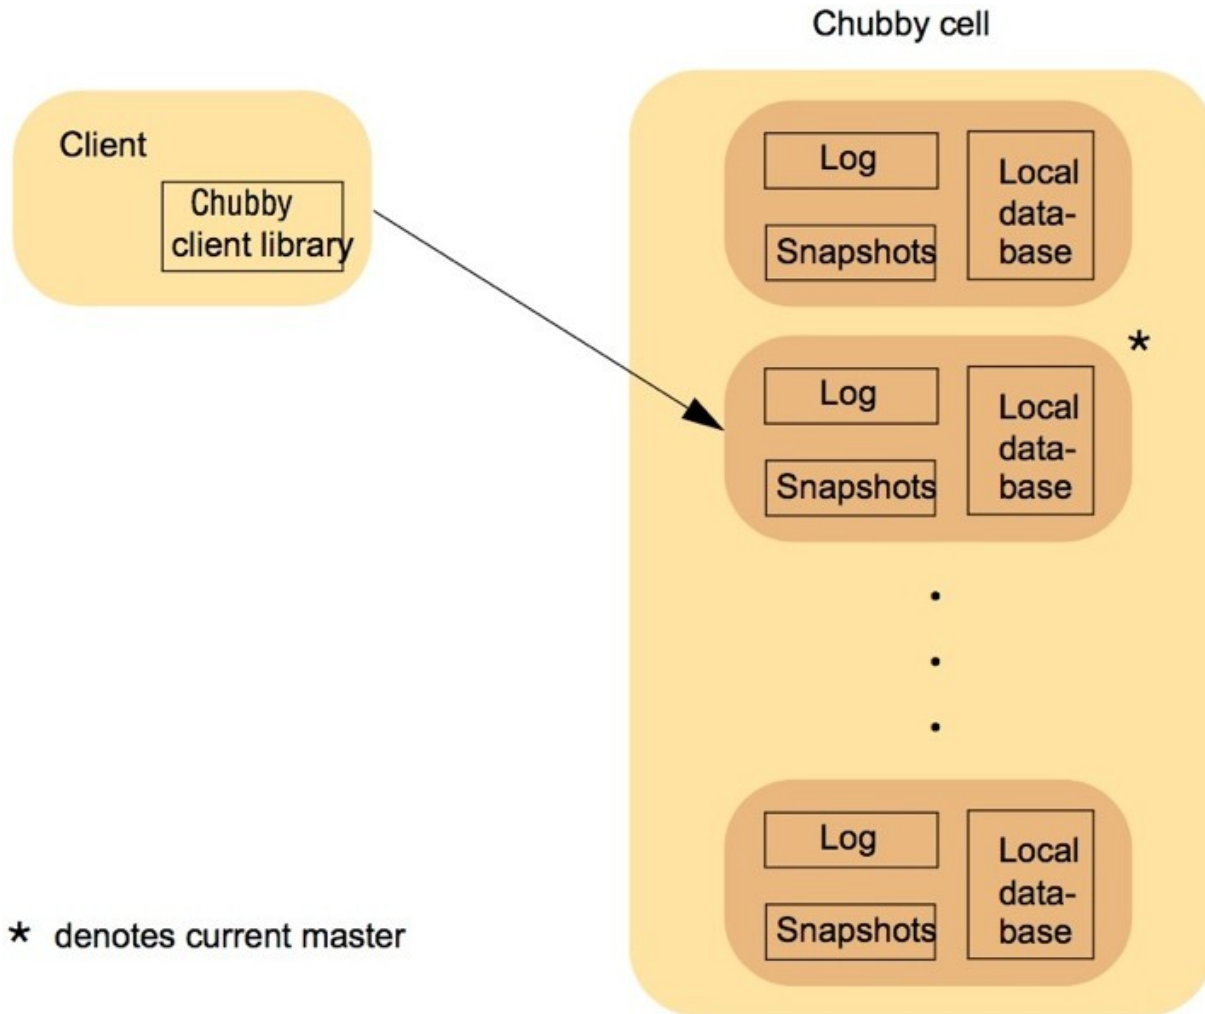 Chubby cell
Client
Chubby
client library
Log
Snapshots
Local
data-
base
*
Log
Snapshots
Local
data-
base
Log
Snapshots
Local
data-
base
* denotes current master